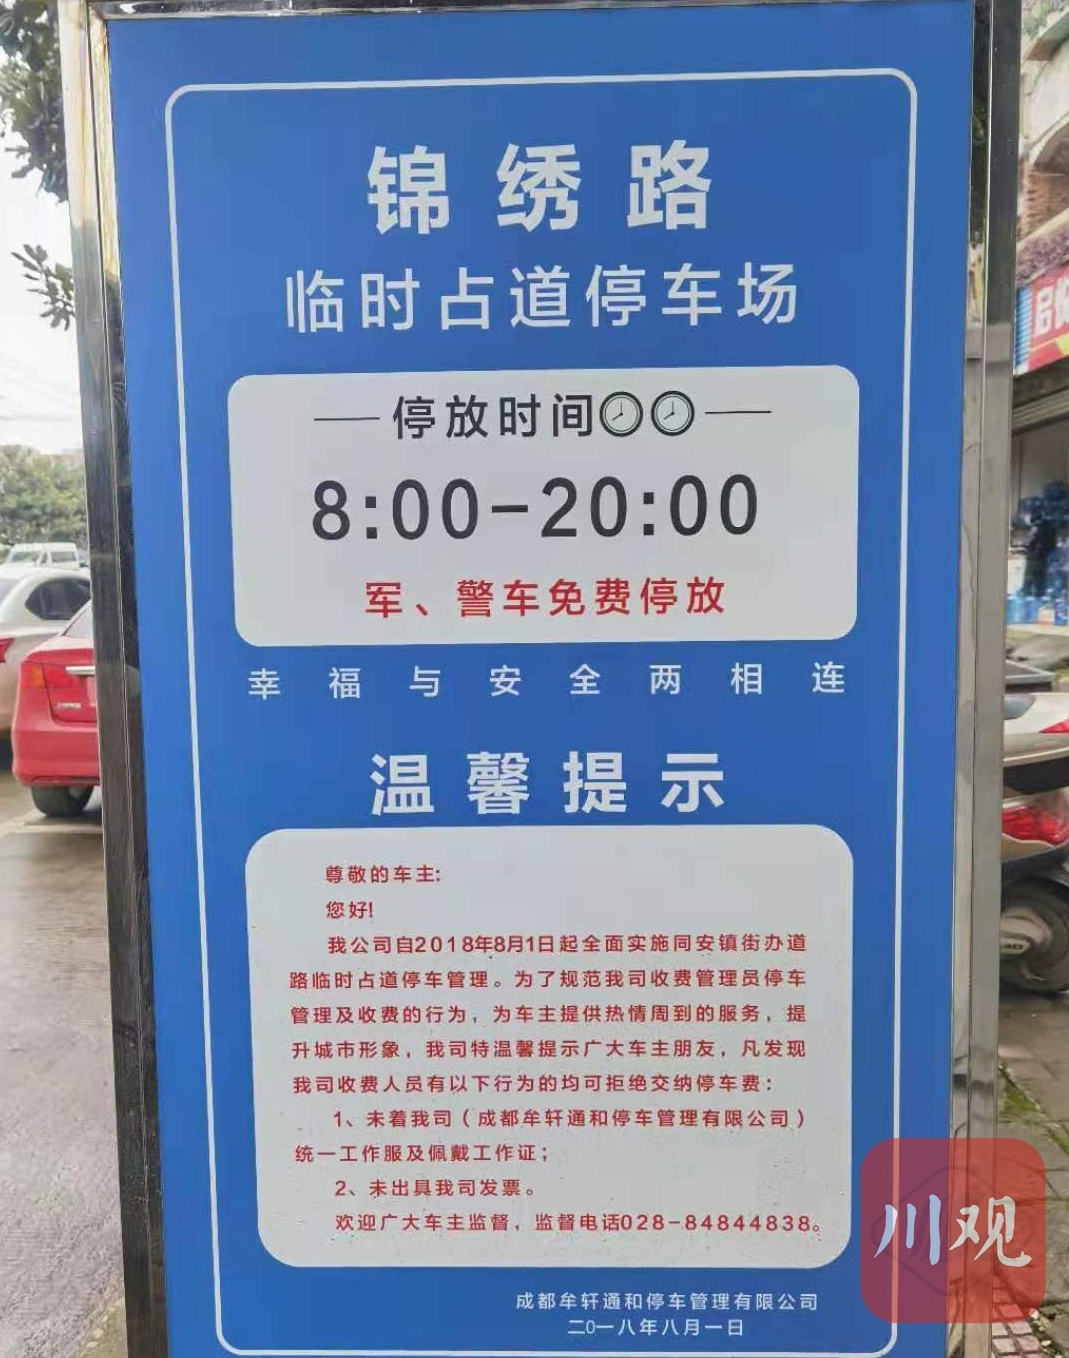 锦绣路
临时占道停车场
停放时间
8:00-20:00
军、警车免费停放
幸福与安全两相连
温馨提示
尊敬的车主:
您好!
我公司自2018年8月1日起全面实施同安镇街办道
路临时占道停车管理。为了规范我司收费管理员停车
管理及收费的行为，为车主提供热情周到的服务，提
升城市形象，我司特温馨提示广大车主朋友，凡发现
我司收费人员有以下行为的均可拒绝交纳停车费：
1、未着我司（成都牟轩通和停车管理有限公司）
统一工作服及佩戴工作证；
2、未出具我司发票。
欢迎广大车主监督，监督电话028-84844838。
成都牟轩通和停车管理有限公司
二0一八年八月一日
川观